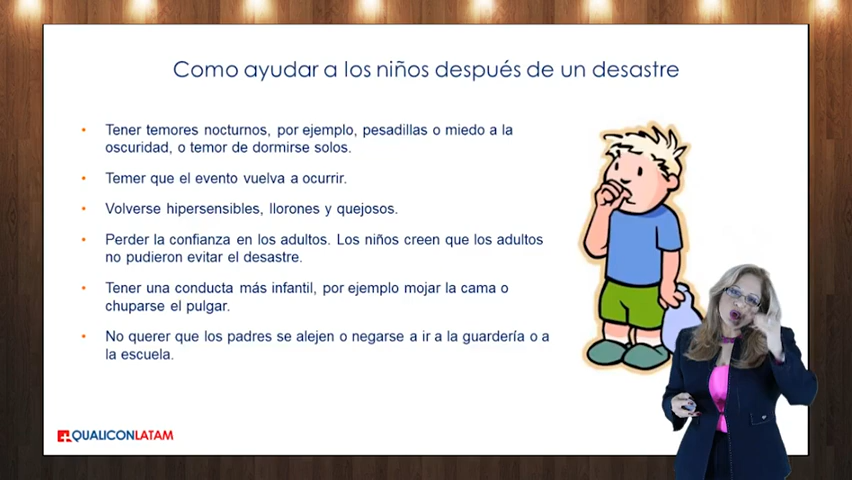 Como ayudar a los niños después de un desastre
• Tener temores nocturnos, por ejemplo, pesadillas o miedo a la
oscuridad, o temor de dormirse solos.
• Temer que el evento vuelva a ocurrir.
• Volverse hipersensibles, llorones y quejosos.
• Perder la confianza en los adultos. Los niños creen que los adultos
no pudieron evitar el desastre.
• Tener una conducta más infantil, por ejemplo mojar la cama o
chuparse el pulgar.
• No querer que los padres se alejen o negarse a ir a la guardería o a
la escuela.
QUALICONLATAM